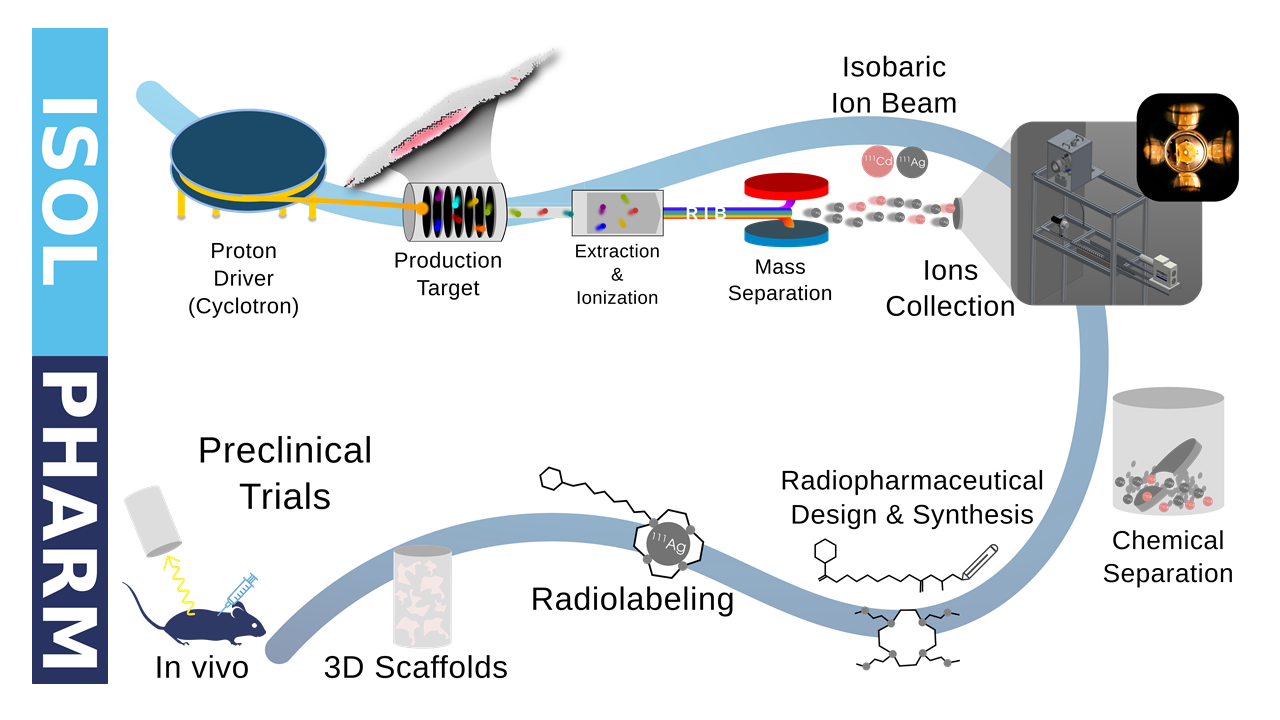 ISOL
PHARM
Proton
Driver
(Cyclotron)
Production
Target
Extraction
&
Ionization
RIB
Mass
Separation
Isobaric
Ion Beam
111Cd
111Ag
Ions
Collection
Chemical
Separation
Radiopharmaceutical
Design & Synthesis
111Ag
Radiolabeling
3D Scaffolds
Preclinical
Trials
In vivo